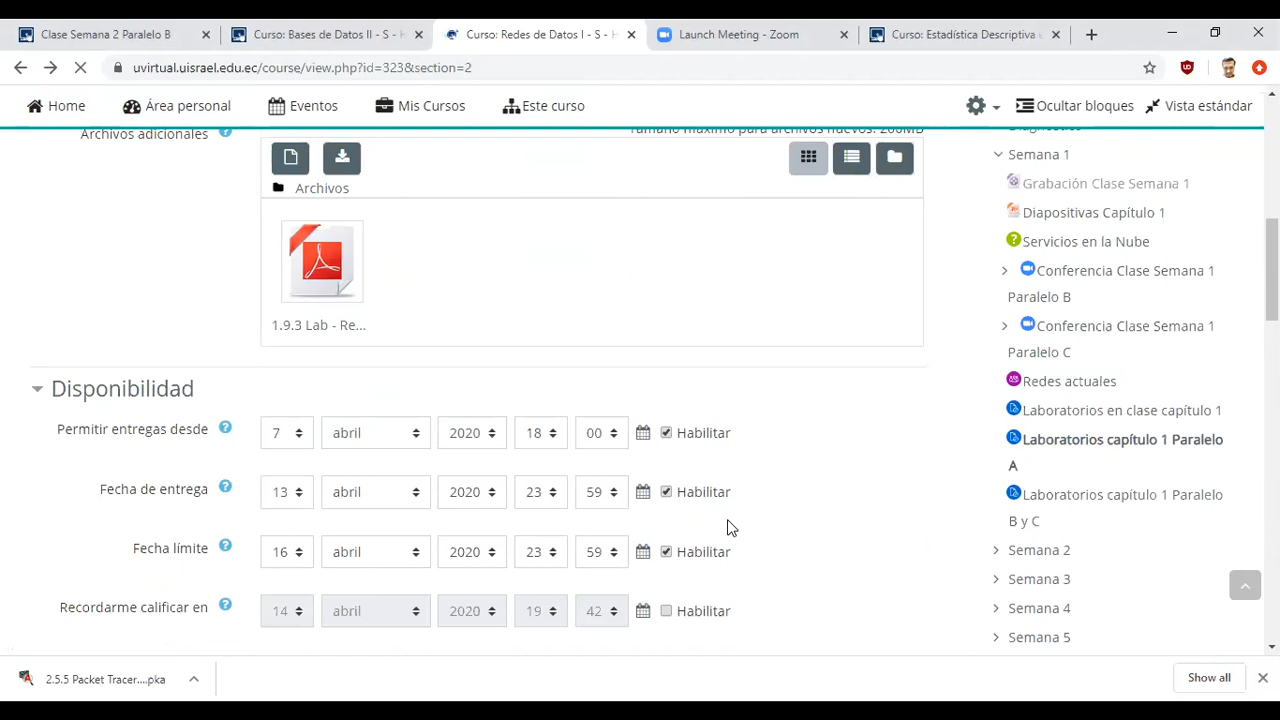 Clase Semana 2 Paralelo B
Curso: Bases de Datos II - S - H
Curso: Redes de Datos I - S - H
Launch Meeting - Zoom
Curso: Estadística Descriptiva e
uvirtual.uisrael.edu.ec/course/view.php?id=323&section=2
Home
Área personal
Eventos
Mis Cursos
Este curso
Ocultar bloques
Vista estándar
Archivos adicionales
Tamaño máximo para archivos nuevos: 200MB
Archivos
1.9.3 Lab - Re...
Disponibilidad
Permitir entregas desde 7 abril 2020 18 00 Habilitar
Fecha de entrega 13 abril 2020 23 59 Habilitar
Fecha límite 16 abril 2020 23 59 Habilitar
Recordarme calificar en 14 abril 2020 19 42 Habilitar
Diagnóstico
Semana 1
Grabación Clase Semana 1
Diapositivas Capítulo 1
Servicios en la Nube
Conferencia Clase Semana 1
Paralelo B
Conferencia Clase Semana 1
Paralelo C
Redes actuales
Laboratorios en clase capítulo 1
Laboratorios capítulo 1 Paralelo
A
Laboratorios capítulo 1 Paralelo
B y C
Semana 2
Semana 3
Semana 4
Semana 5
2.5.5 Packet Tracer....pka
Show all